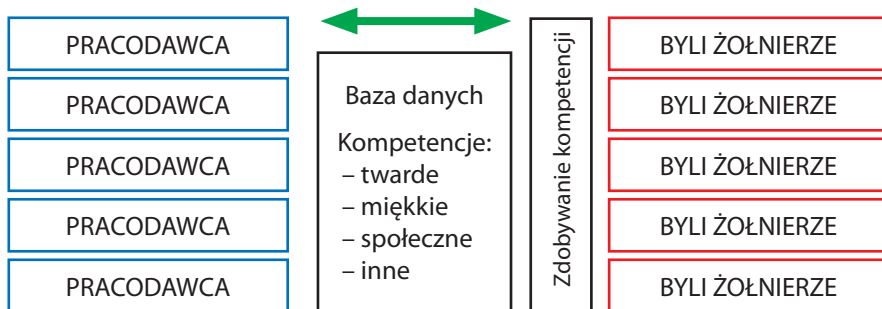 PRACODAWCA
PRACODAWCA
PRACODAWCA
PRACODAWCA
PRACODAWCA
Baza danych
Kompetencje:
– twarde
– miękkie
– społeczne
– inne
Zdobywanie kompetencji
BYLI ŻOŁNIERZE
BYLI ŻOŁNIERZE
BYLI ŻOŁNIERZE
BYLI ŻOŁNIERZE
BYLI ŻOŁNIERZE